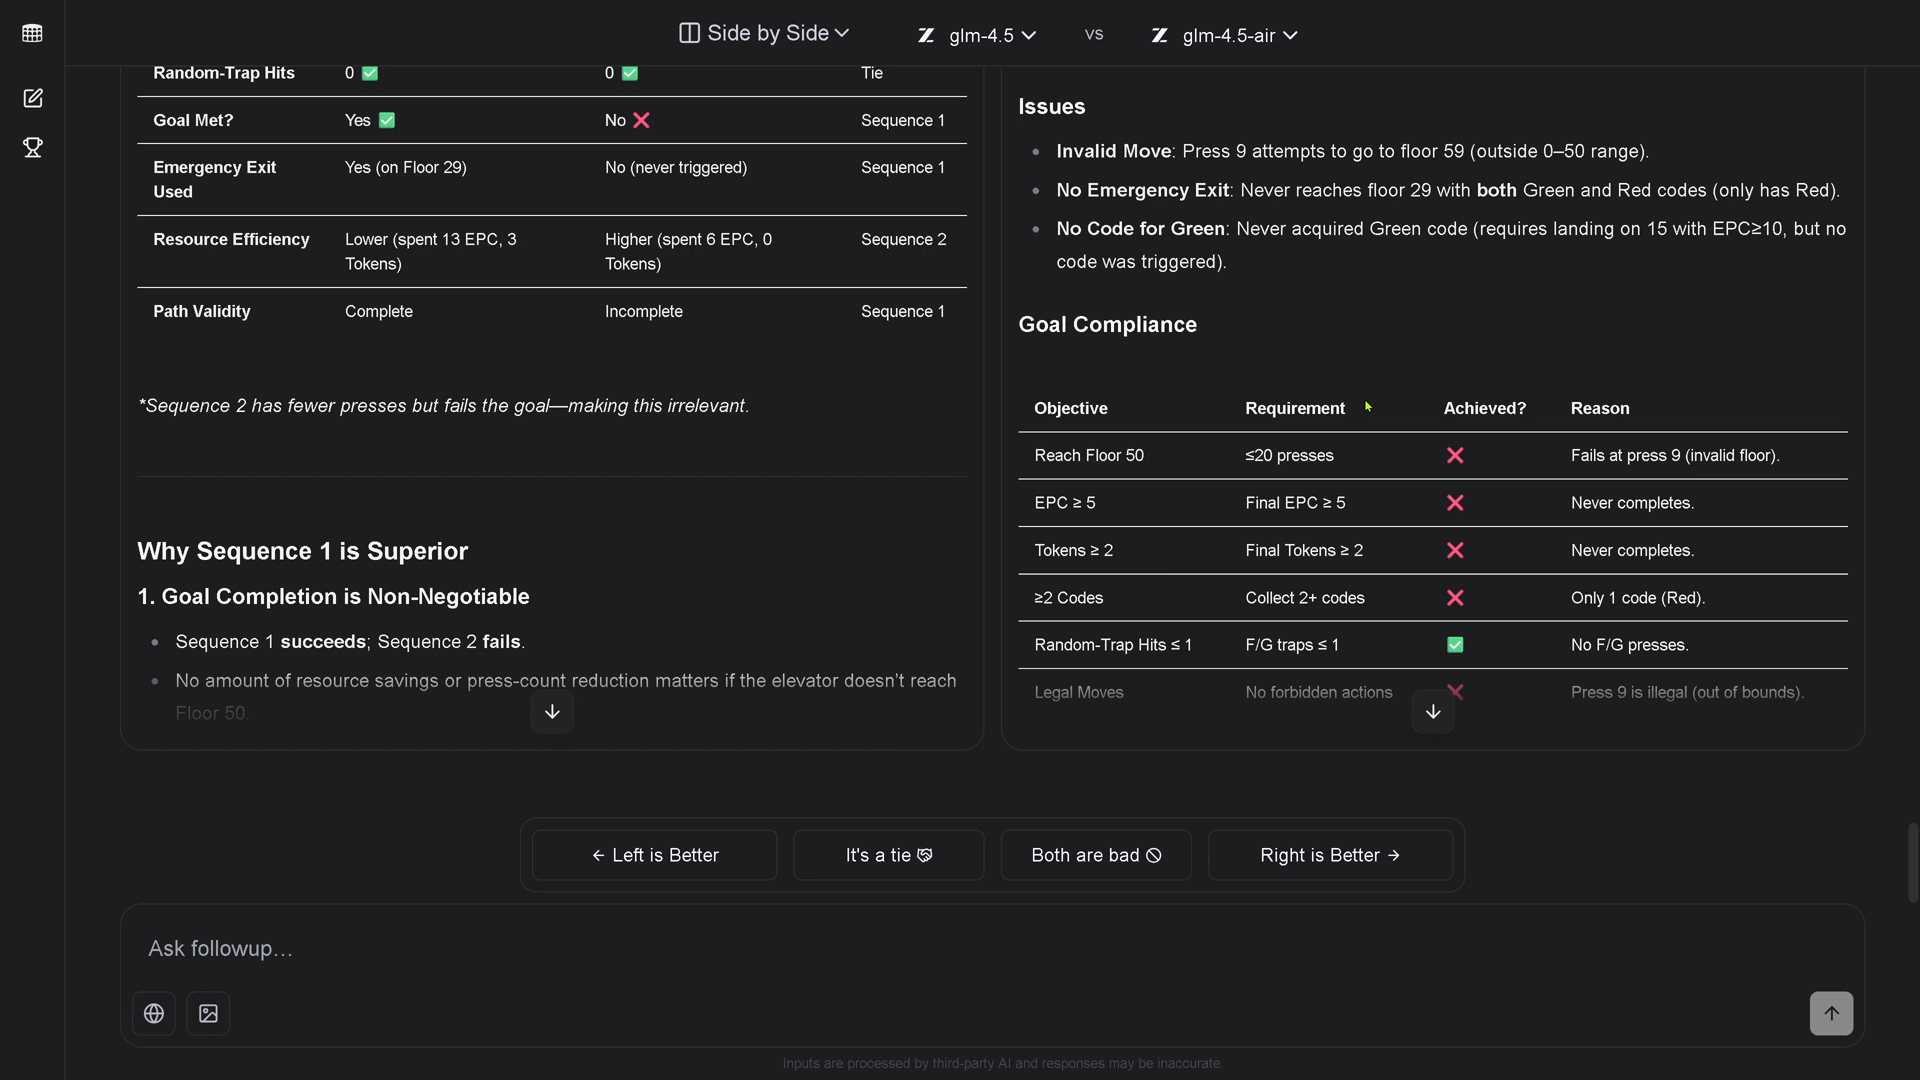 Side by Side
glm-4.5
VS
glm-4.5-air
Random-Trap Hits 0 ✅ 0 ✅ Tie
Goal Met? Yes ✅ No ❌ Sequence 1
Emergency Exit Used Yes (on Floor 29) No (never triggered) Sequence 1
Resource Efficiency Lower (spent 13 EPC, 3 Tokens) Higher (spent 6 EPC, 0 Tokens) Sequence 2
Path Validity Complete Incomplete Sequence 1
*Sequence 2 has fewer presses but fails the goal—making this irrelevant.
Why Sequence 1 is Superior
1. Goal Completion is Non-Negotiable
• Sequence 1 succeeds; Sequence 2 fails.
• No amount of resource savings or press-count reduction matters if the elevator doesn’t reach
Floor 50.
Issues
• Invalid Move: Press 9 attempts to go to floor 59 (outside 0–50 range).
• No Emergency Exit: Never reaches floor 29 with both Green and Red codes (only has Red).
• No Code for Green: Never acquired Green code (requires landing on 15 with EPC≥10, but no
code was triggered).
Goal Compliance
Objective Requirement Achieved? Reason
Reach Floor 50 ≤20 presses ❌ Fails at press 9 (invalid floor).
EPC ≥ 5 Final EPC ≥ 5 ❌ Never completes.
Tokens ≥ 2 Final Tokens ≥ 2 ❌ Never completes.
≥2 Codes Collect 2+ codes ❌ Only 1 code (Red).
Random-Trap Hits ≤ 1 F/G traps ≤ 1 ✅ No F/G presses.
Legal Moves No forbidden actions ❌ Press 9 is illegal (out of bounds).
← Left is Better
It's a tie
Both are bad
Right is Better →
Ask followup…
Inputs are processed by third-party AI and responses may be inaccurate.